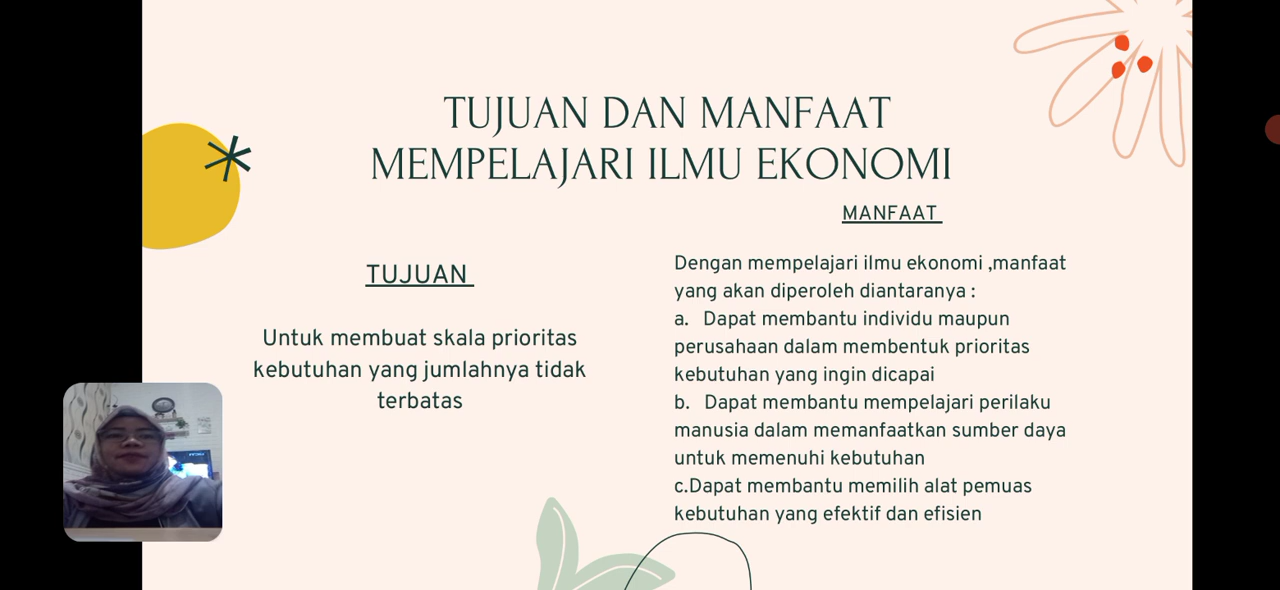 TUJUAN DAN MANFAAT
MEMPELAJARI ILMU EKONOMI
TUJUAN
Untuk membuat skala prioritas
kebutuhan yang jumlahnya tidak
terbatas
MANFAAT
Dengan mempelajari ilmu ekonomi ,manfaat
yang akan diperoleh diantaranya :
a. Dapat membantu individu maupun
perusahaan dalam membentuk prioritas
kebutuhan yang ingin dicapai
b. Dapat membantu mempelajari perilaku
manusia dalam memanfaatkan sumber daya
untuk memenuhi kebutuhan
c.Dapat membantu memilih alat pemuas
kebutuhan yang efektif dan efisien